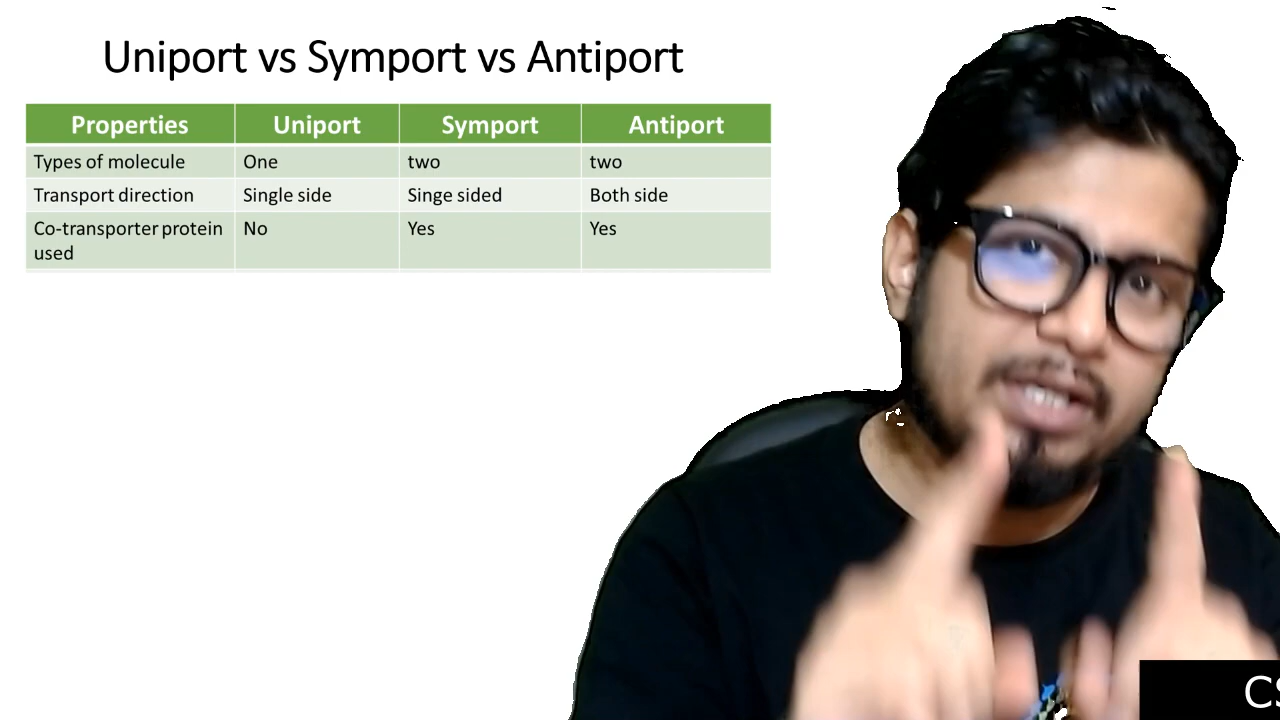 Uniport vs Symport vs Antiport
Properties Uniport Symport Antiport
Types of molecule One two two
Transport direction Single side Singe sided Both side
Co-transporter protein No Yes Yes
used
CS